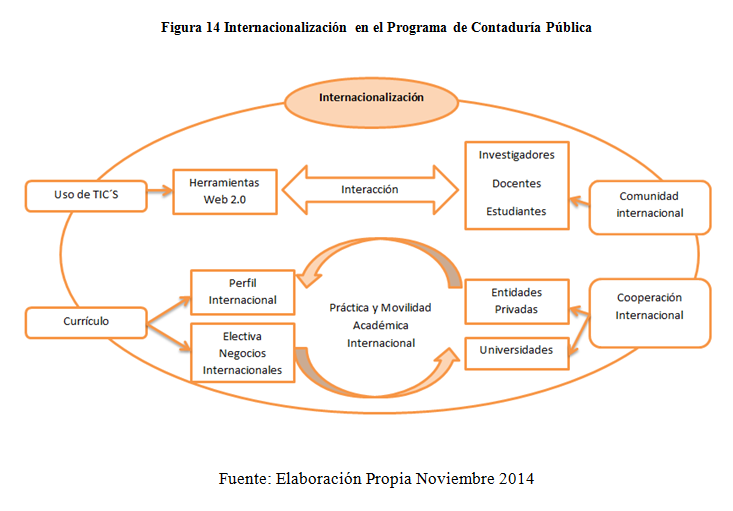 Figura 14 Internacionalización en el Programa de Contaduría Pública
Internacionalización
Uso de TIC´S
Herramientas
Web 2.0
Interacción
Investigadores
Docentes
Estudiantes
Comunidad
internacional
Currículo
Perfil
Internacional
Electiva
Negocios
Internacionales
Práctica y Movilidad
Académica
Internacional
Entidades
Privadas
Universidades
Cooperación
Internacional
Fuente: Elaboración Propia Noviembre 2014